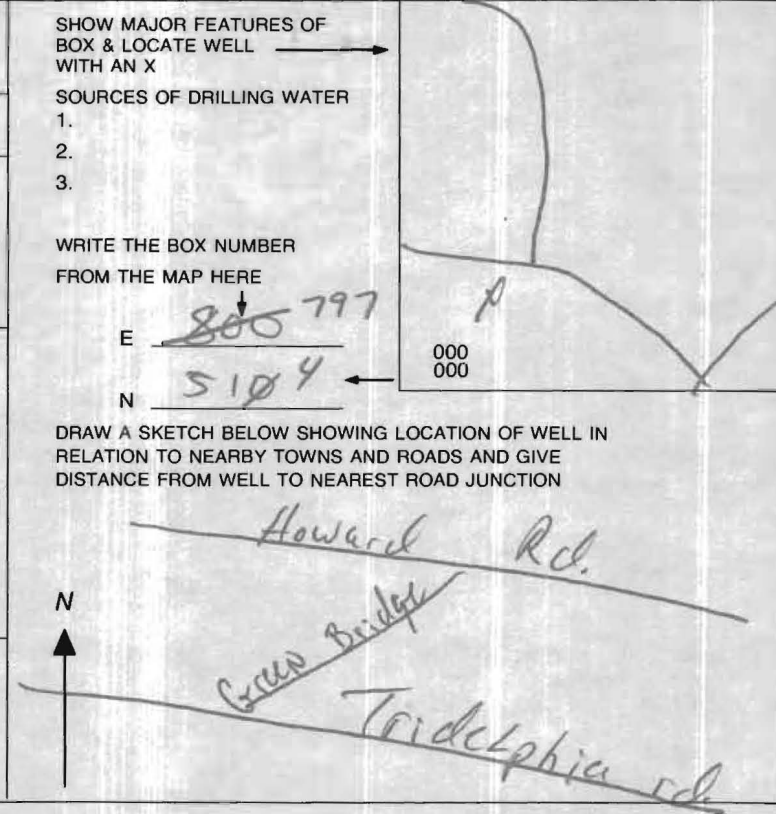 SHOW MAJOR FEATURES OF
BOX & LOCATE WELL
WITH AN X
SOURCES OF DRILLING WATER
1.
2.
3.
WRITE THE BOX NUMBER
FROM THE MAP HERE
E 800 797
N 5104
000
000
DRAW A SKETCH BELOW SHOWING LOCATION OF WELL IN
RELATION TO NEARBY TOWNS AND ROADS AND GIVE
DISTANCE FROM WELL TO NEAREST ROAD JUNCTION
Howard Rd.
N
Green Bridge
Tridelphia rd.